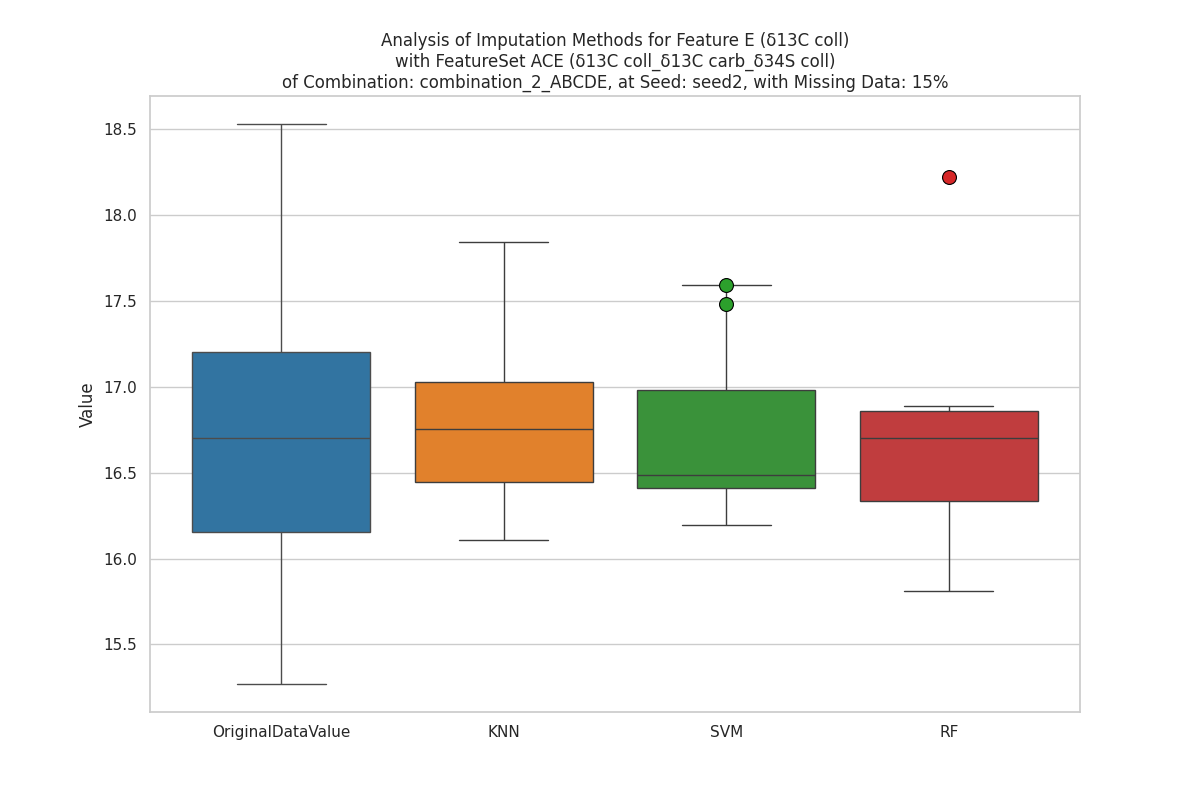 Analysis of Imputation Methods for Feature E (δ13C coll)
with FeatureSet ACE (δ13C coll_δ13C carb_δ34S coll)
of Combination: combination_2_ABCDE, at Seed: seed2, with Missing Data: 15%
18.5
18.0
17.5
17.0
16.5
16.0
15.5
Value
OriginalDataValue
KNN
SVM
RF